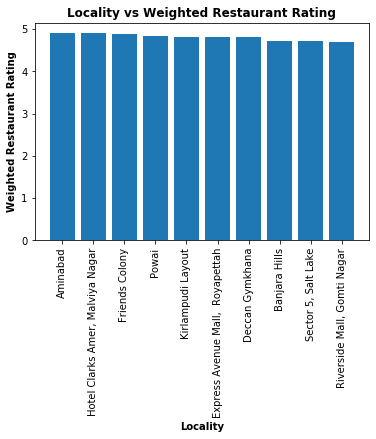 Locality vs Weighted Restaurant Rating
Weighted Restaurant Rating
5
4
3
2
1
0
Aminabad
Hotel Clarks Amer, Malviya Nagar
Friends Colony
Powai
Kirlampudi Layout
Express Avenue Mall,  Royapettah
Deccan Gymkhana
Banjara Hills
Sector 5, Salt Lake
Riverside Mall, Gomti Nagar
Locality